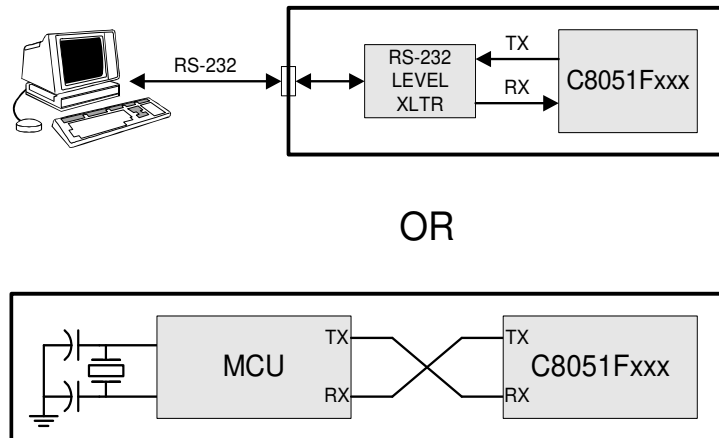 RS-232
RS-232
LEVEL
XLTR
TX
RX
C8051Fxxx
OR
MCU
TX
RX
TX
RX
C8051Fxxx